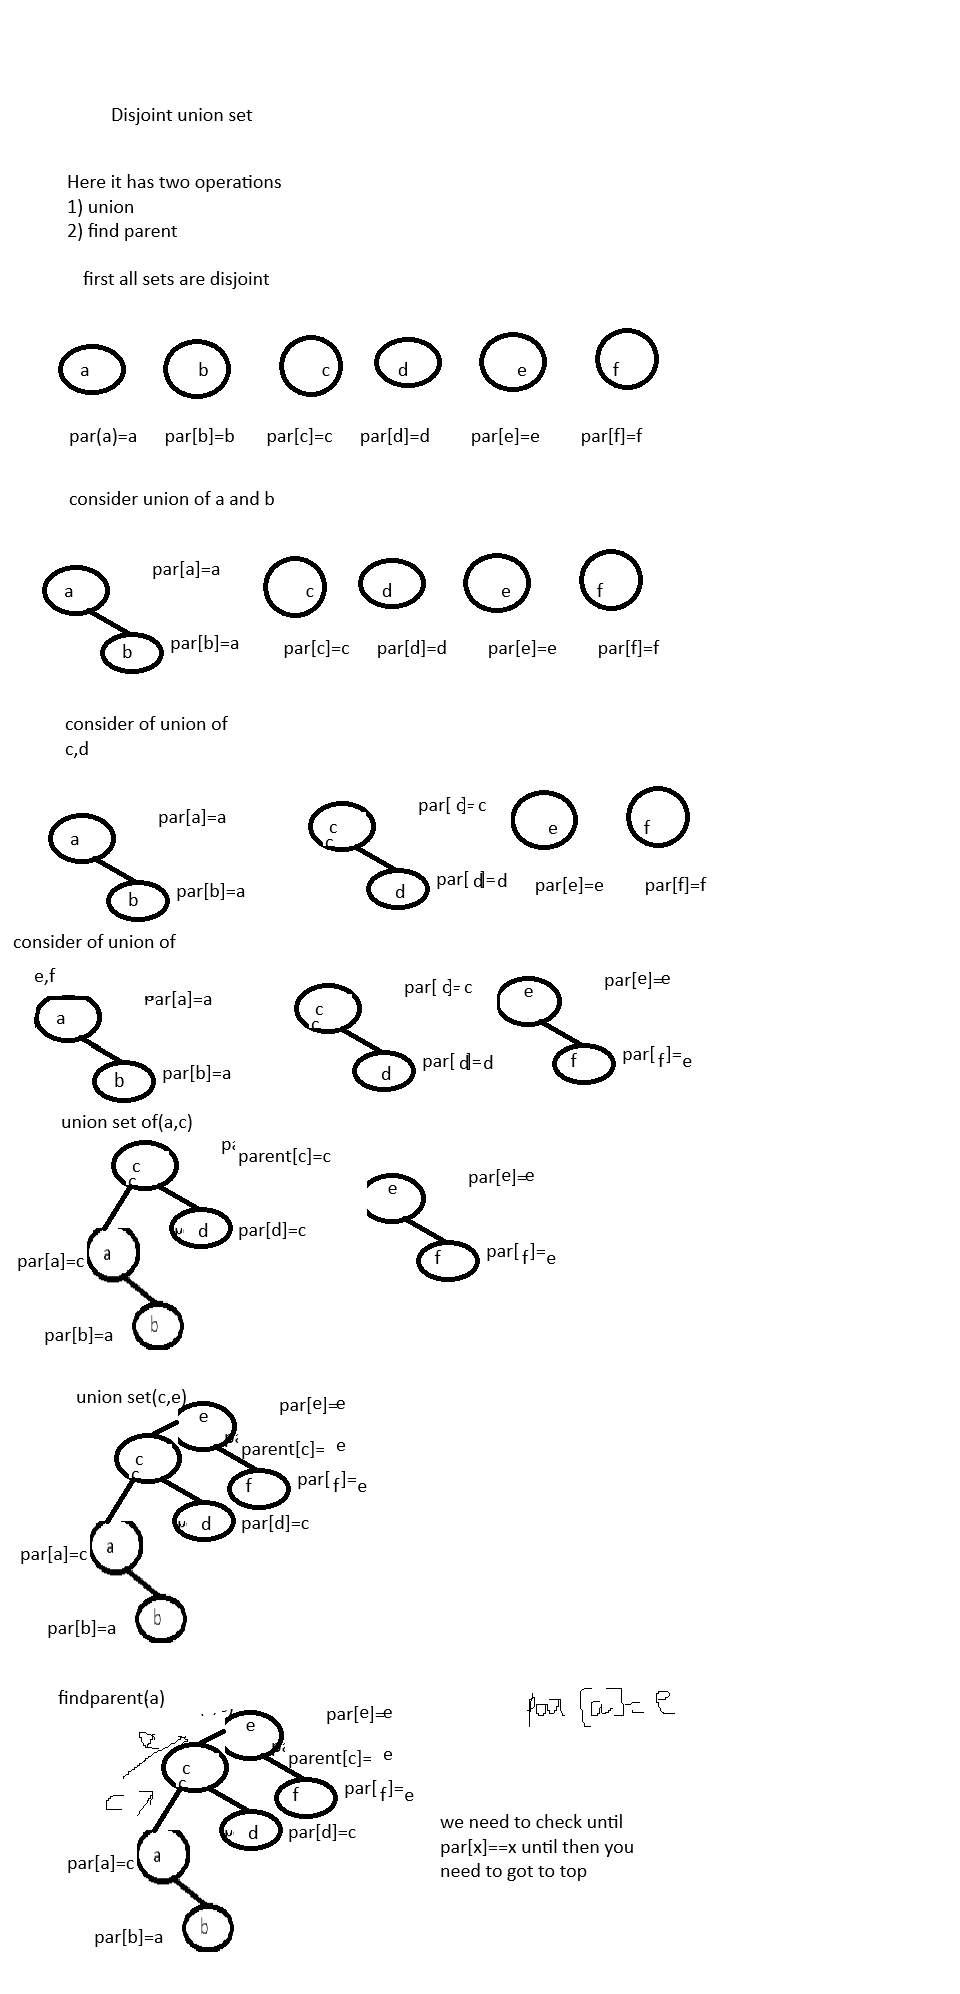 Disjoint union set
Here it has two operations
1) union
2) find parent
first all sets are disjoint
a b c d e f
par(a)=a par[b]=b par[c]=c par[d]=d par[e]=e par[f]=f
consider union of a and b
par[a]=a
a c d e f
b par[b]=a par[c]=c par[d]=d par[e]=e par[f]=f
consider of union of
c,d
par[a]=a par[ c]= c
a c e f
c
b par[b]=a d par[ d]=d par[e]=e par[f]=f
consider of union of
e,f par[a]=a par[ c]= c e par[e]=e
a c
c
b par[b]=a d par[ d]=d f par[f]=e
union set of(a,c)
parent[c]=c
c e par[e]=e
c
d par[d]=c
par[a]=c a f par[f]=e
par[b]=a b
union set(c,e) e par[e]=e
c parent[c]= e
c f par[f]=e
d par[d]=c
par[a]=c a
par[b]=a b
findparent(a) e par[e]=e par [a]= e
c parent[c]= e
c f par[f]=e
c
d par[d]=c
we need to check until
par[x]==x until then you
need to got to top
par[a]=c a
par[b]=a b